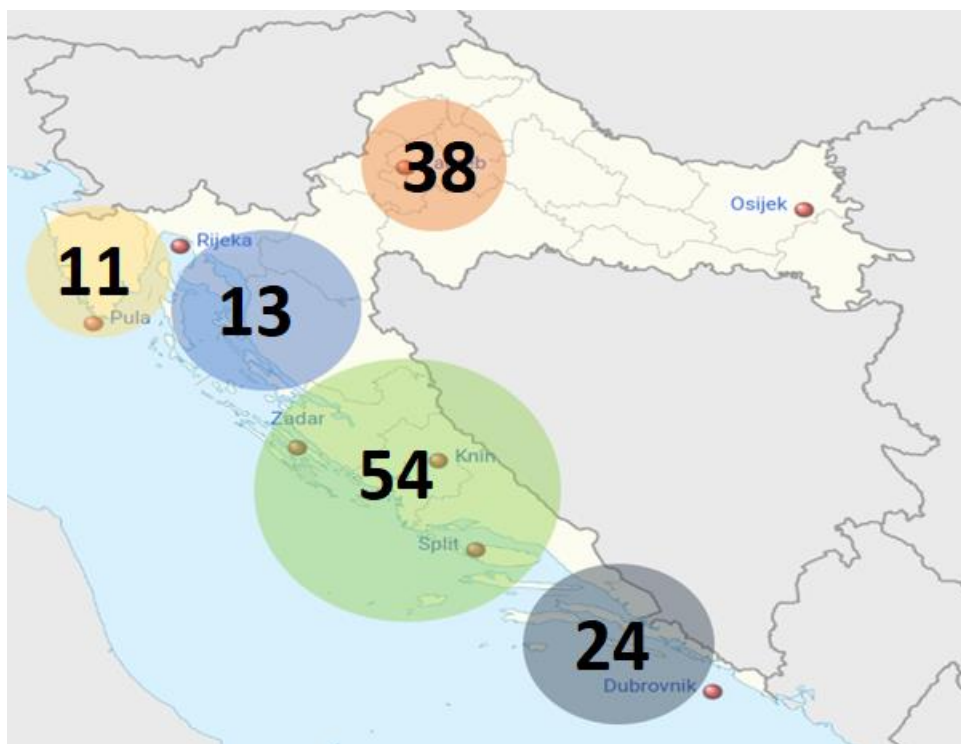 38
Osijek
Rijeka
11
13
Pula
Zadar
54
Knin
Split
24
Dubrovnik